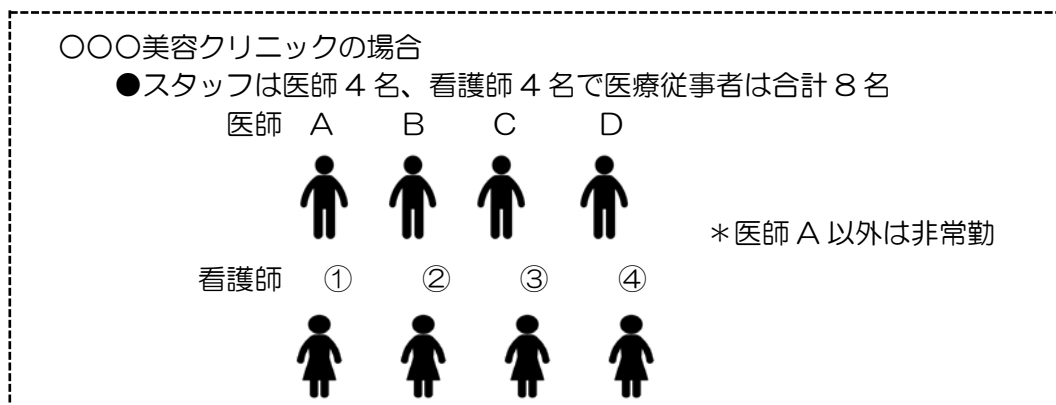 〇〇〇美容クリニックの場合
●スタッフは医師４名、看護師４名で医療従事者は合計８名
医師 A B C D
＊医師 A 以外は非常勤
看護師 ① ② ③ ④